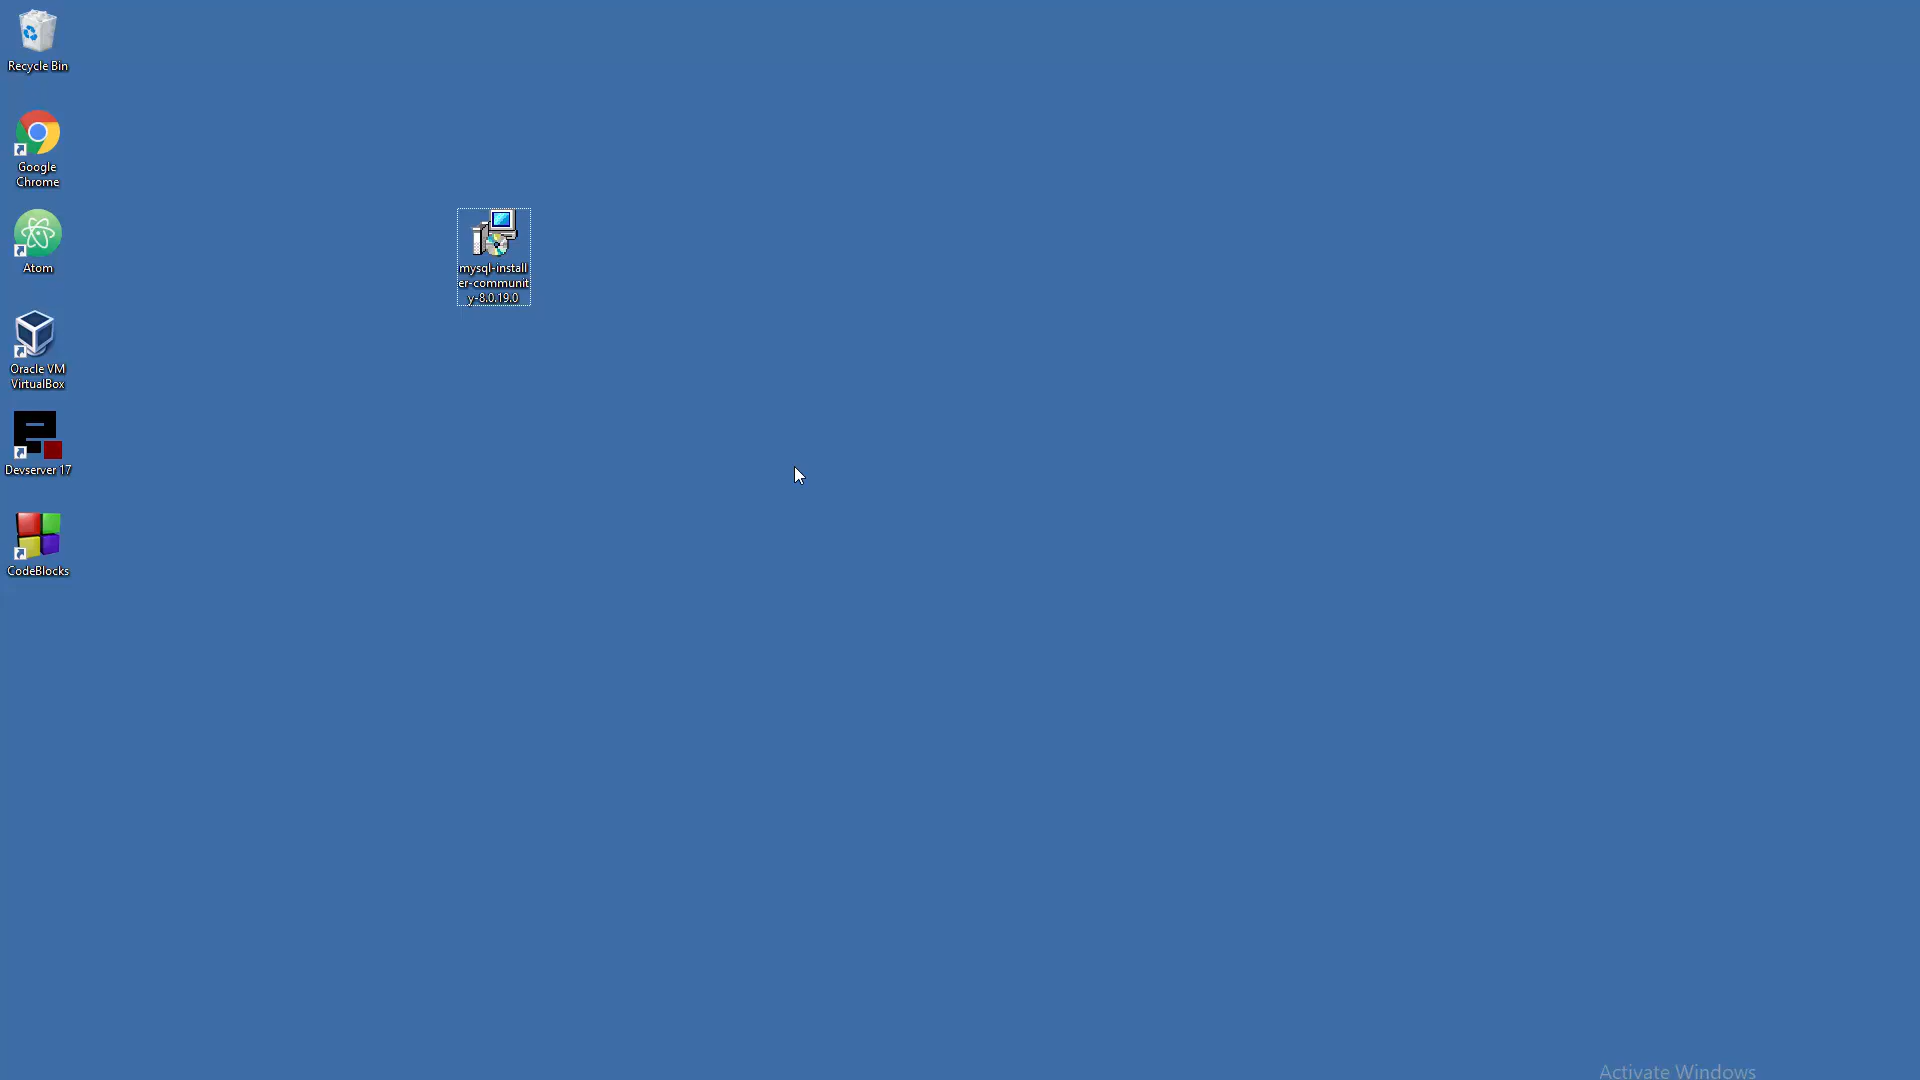 Recycle Bin
Google
Chrome
Atom
Oracle VM
VirtualBox
Devserver 17
CodeBlocks
mysql-install
er-communit
y-8.0.19.0
Activate Windows